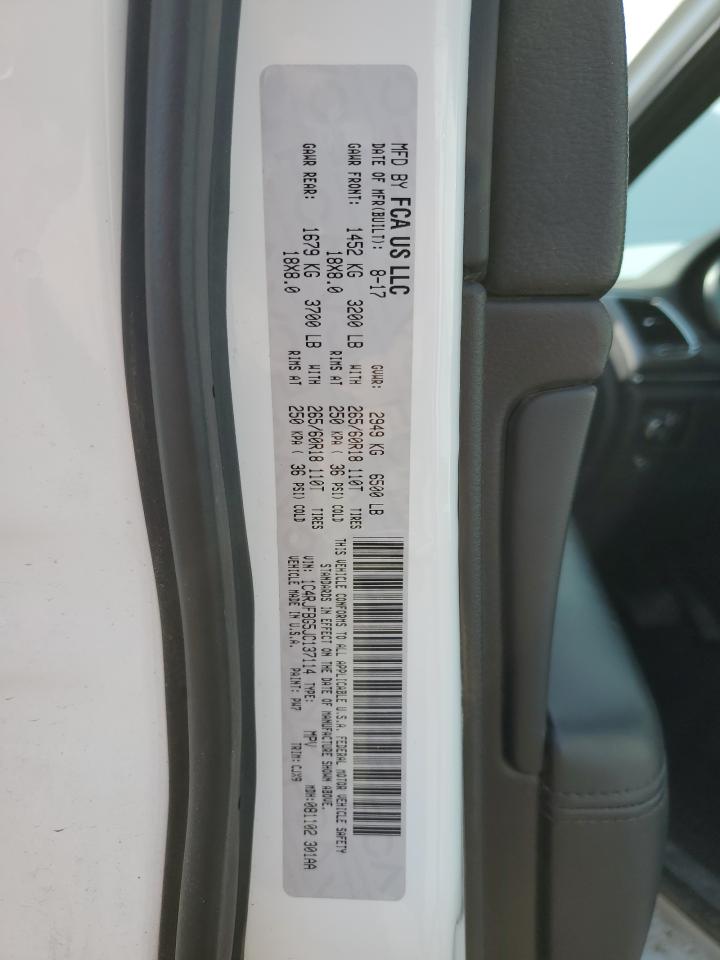 MFD BY FCA US LLC
DATE OF MFR(BUILT): 8-17 GVWR: 2949 KG 6500 LB
GAWR FRONT: 1452 KG 3200 LB WITH 265/60R18 110T TIRES
18X8.0 RIMS AT 250 KPA ( 36 PSI) COLD
GAWR REAR: 1679 KG 3700 LB WITH 265/60R18 110T TIRES
18X8.0 RIMS AT 250 KPA ( 36 PSI) COLD
THIS VEHICLE CONFORMS TO ALL APPLICABLE U.S.A. FEDERAL MOTOR VEHICLE SAFETY
STANDARDS IN EFFECT ON THE DATE OF MANUFACTURE SHOWN ABOVE.
VIN: 1C4RJFBG5JC137114 TYPE: MPV MDH:081102 301AA
VEHICLE MADE IN U.S.A. PAINT: PW7 TRIM: CJX9